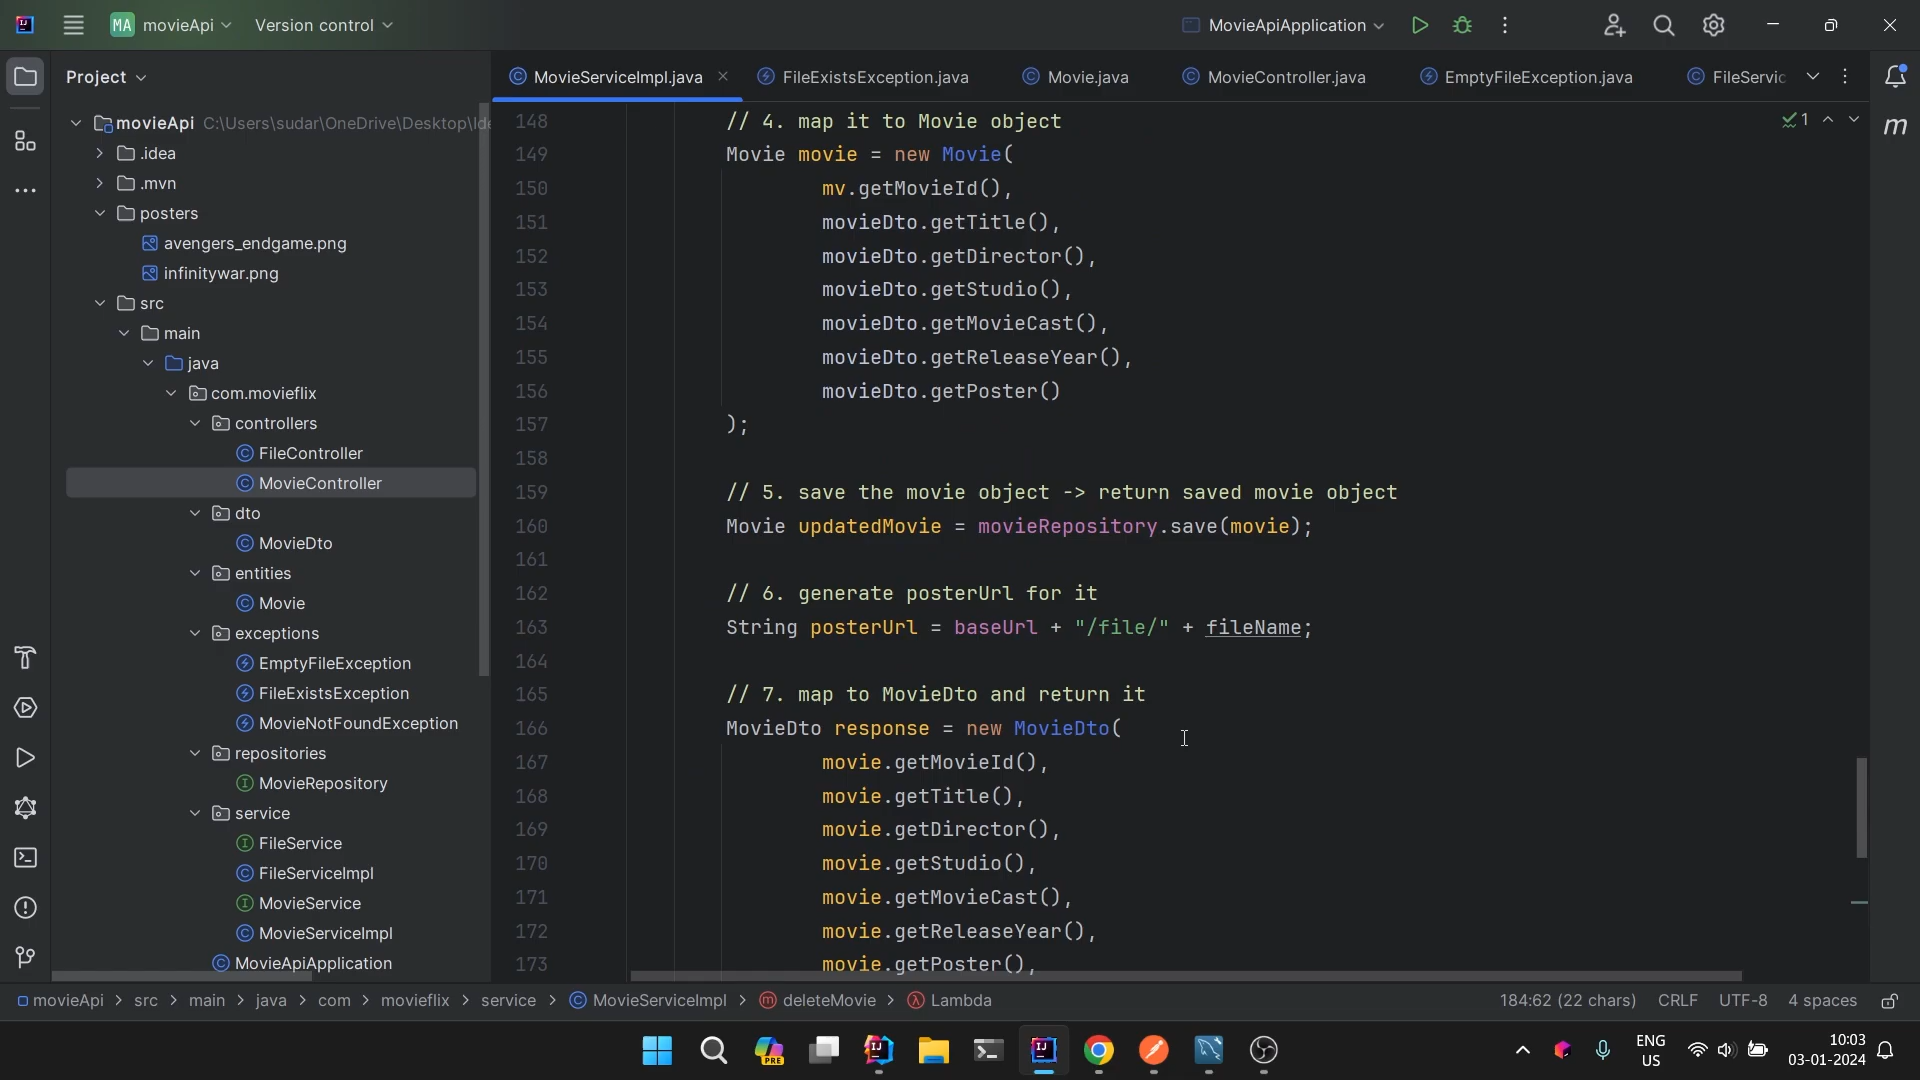 MA movieApi Version control MovieApiApplication
Project
MovieServiceImpl.java FileExistsException.java Movie.java MovieController.java EmptyFileException.java FileServic
movieApi C:\Users\sudar\OneDrive\Desktop\Ide
.idea
.mvn
posters
avengers_endgame.png
infinitywar.png
src
main
java
com.movieflix
controllers
FileController
MovieController
dto
MovieDto
entities
Movie
exceptions
EmptyFileException
FileExistsException
MovieNotFoundException
repositories
MovieRepository
service
FileService
FileServiceImpl
MovieService
MovieServiceImpl
MovieApiApplication
148 // 4. map it to Movie object
149 Movie movie = new Movie(
150 mv.getMovieId(),
151 movieDto.getTitle(),
152 movieDto.getDirector(),
153 movieDto.getStudio(),
154 movieDto.getMovieCast(),
155 movieDto.getReleaseYear(),
156 movieDto.getPoster()
157 );
158
159 // 5. save the movie object -> return saved movie object
160 Movie updatedMovie = movieRepository.save(movie);
161
162 // 6. generate posterUrl for it
163 String posterUrl = baseUrl + "/file/" + fileName;
164
165 // 7. map to MovieDto and return it
166 MovieDto response = new MovieDto(
167 movie.getMovieId(),
168 movie.getTitle(),
169 movie.getDirector(),
170 movie.getStudio(),
171 movie.getMovieCast(),
172 movie.getReleaseYear(),
173 movie.getPoster(),
1
m
movieApi > src > main > java > com > movieflix > service > MovieServiceImpl > deleteMovie > Lambda 184:62 (22 chars) CRLF UTF-8 4 spaces
ENG
US
10:03
03-01-2024
PRE